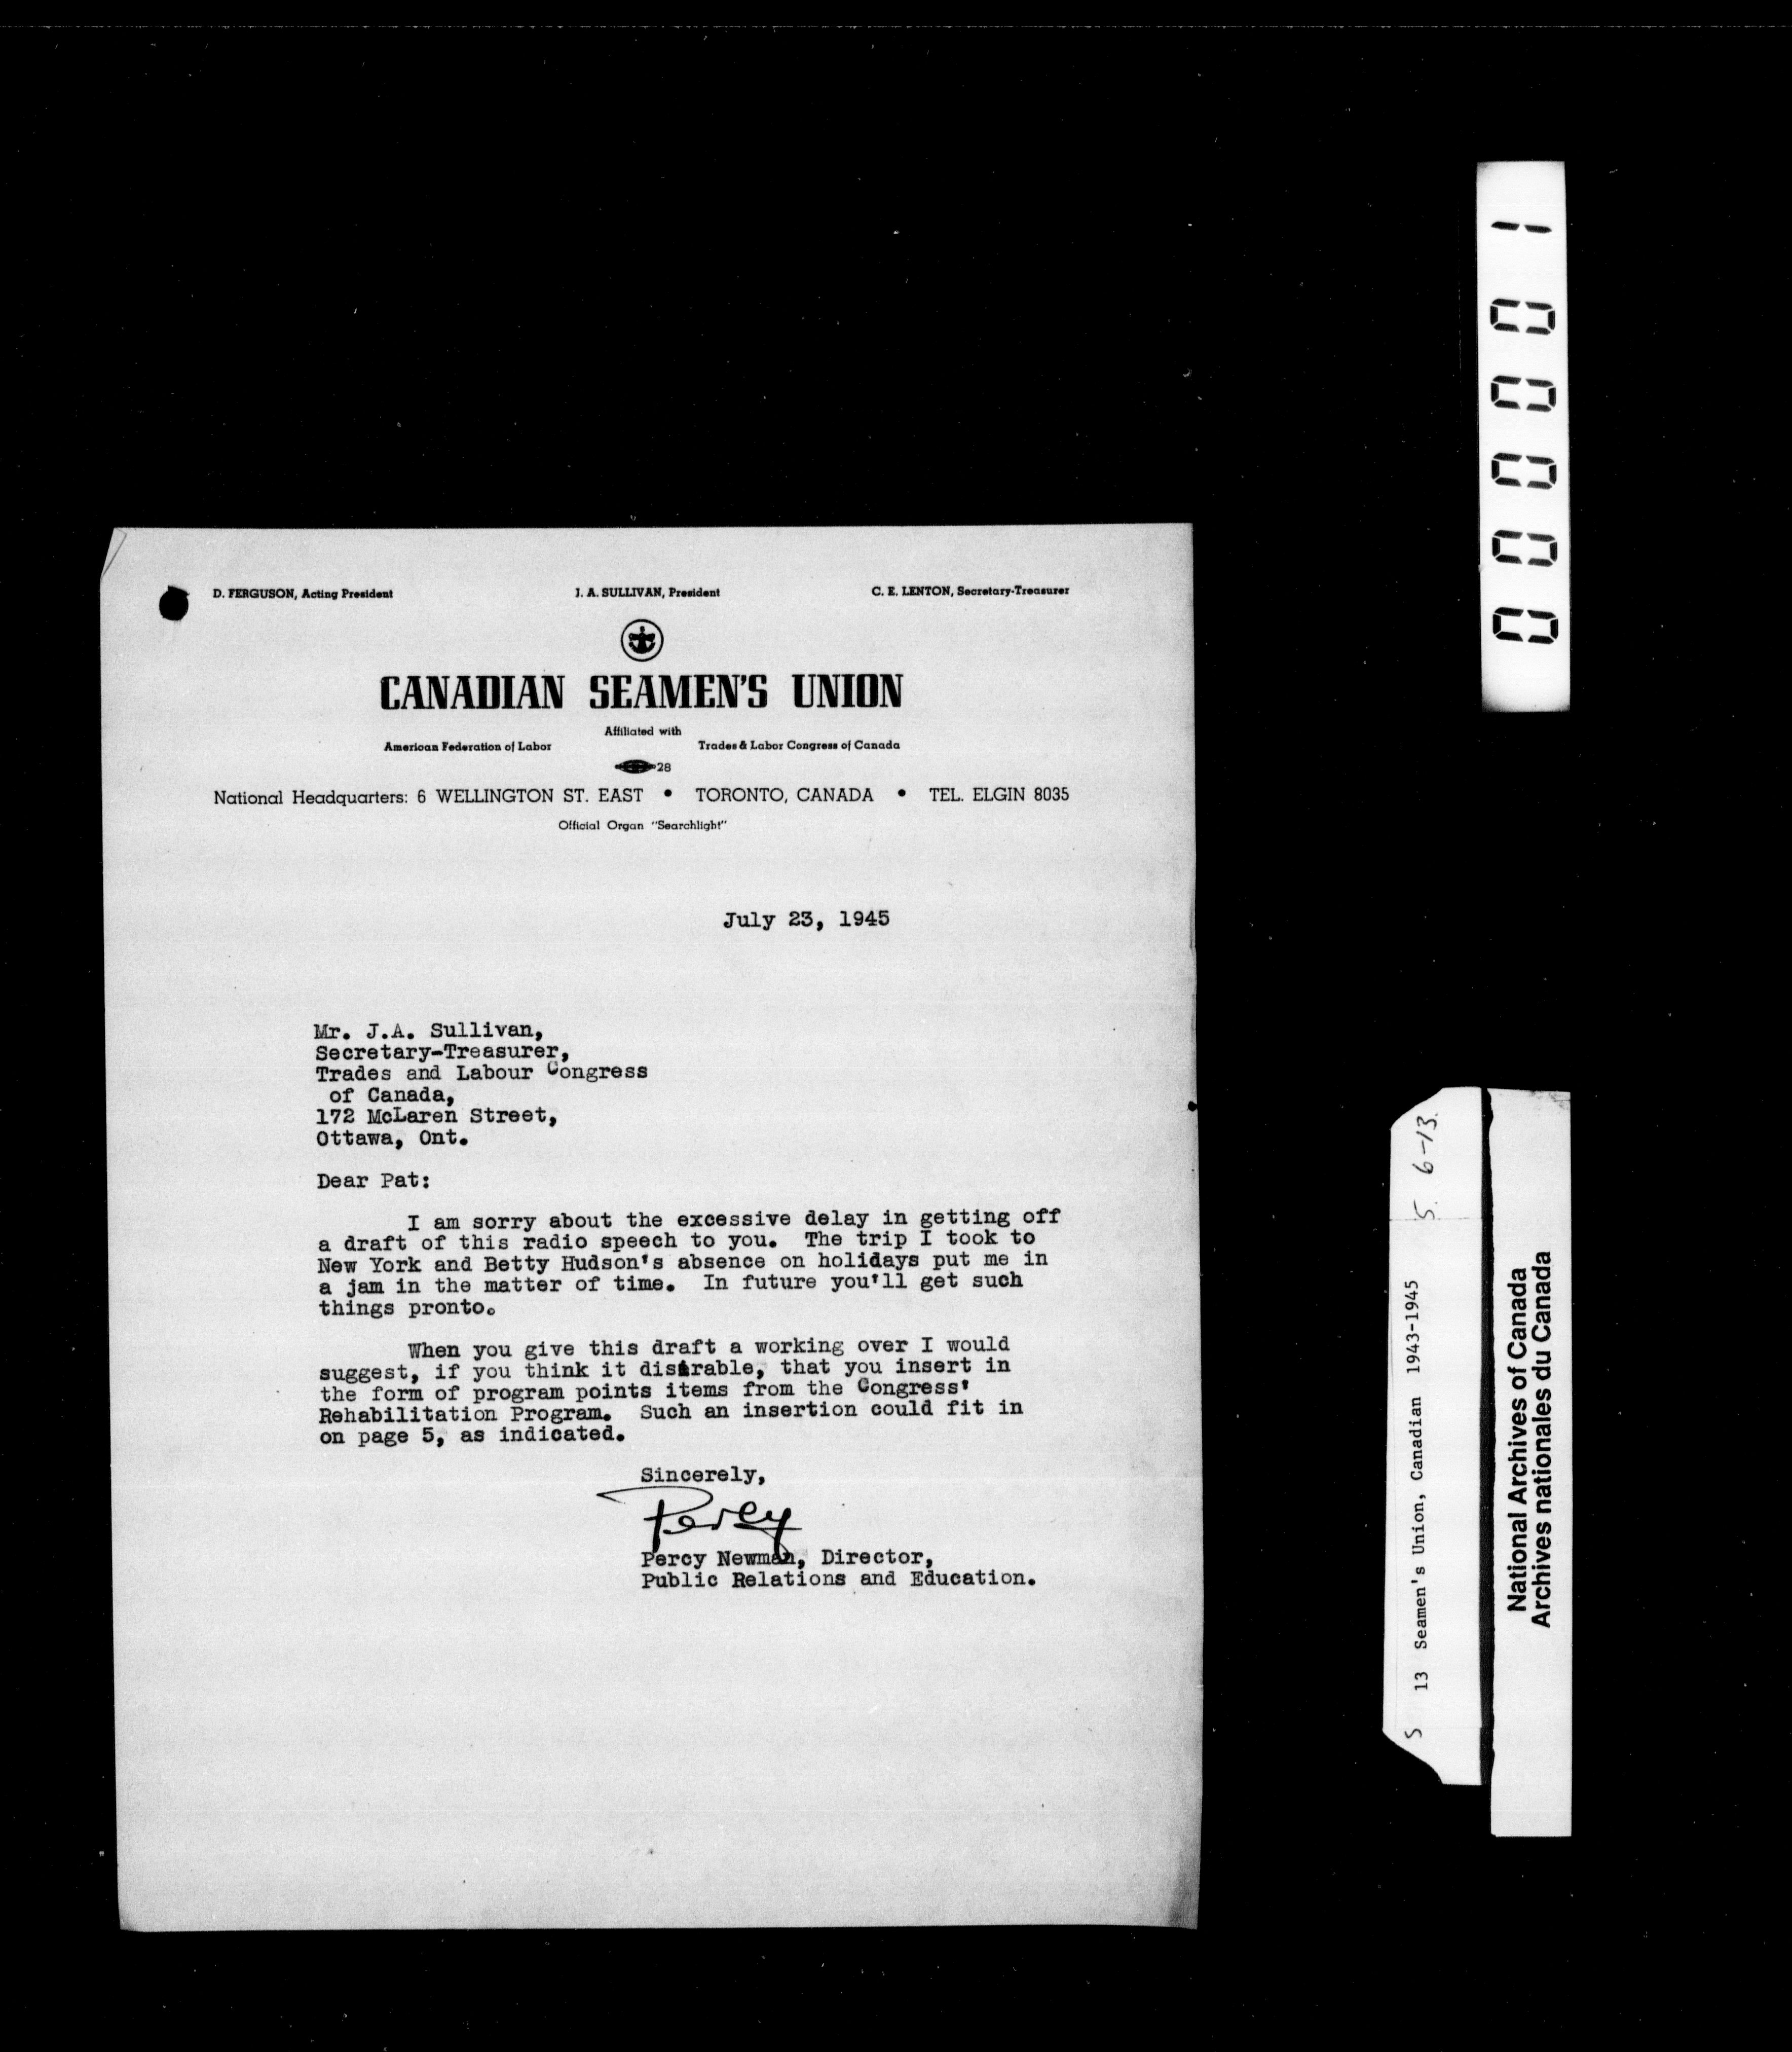 D. FERGUSON, Acting President
J. A. SULLIVAN, President
C. E. LENTON, Secretary-Treasurer
CANADIAN SEAMEN'S UNION
Affiliated with
American Federation of Labor
Trades & Labor Congress of Canada
28
National Headquarters: 6 WELLINGTON ST. EAST • TORONTO, CANADA • TEL. ELGIN 8035
Official Organ "Searchlight"
July 23, 1945
Mr. J.A. Sullivan,
Secretary-Treasurer,
Trades and Labour Congress
of Canada,
172 McLaren Street,
Ottawa, Ont.
Dear Pat:
I am sorry about the excessive delay in getting off
a draft of this radio speech to you. The trip I took to
New York and Betty Hudson's absence on holidays put me in
a jam in the matter of time. In future you'll get such
things pronto.
When you give this draft a working over I would
suggest, if you think it disirable, that you insert in
the form of program points items from the Congress'
Rehabilitation Program. Such an insertion could fit in
on page 5, as indicated.
Sincerely,
Percy
Percy Newman, Director,
Public Relations and Education.
000001
5 13 Seamen's Union, Canadian 1943-1945 5. 6-13.
National Archives of Canada
Archives nationales du Canada